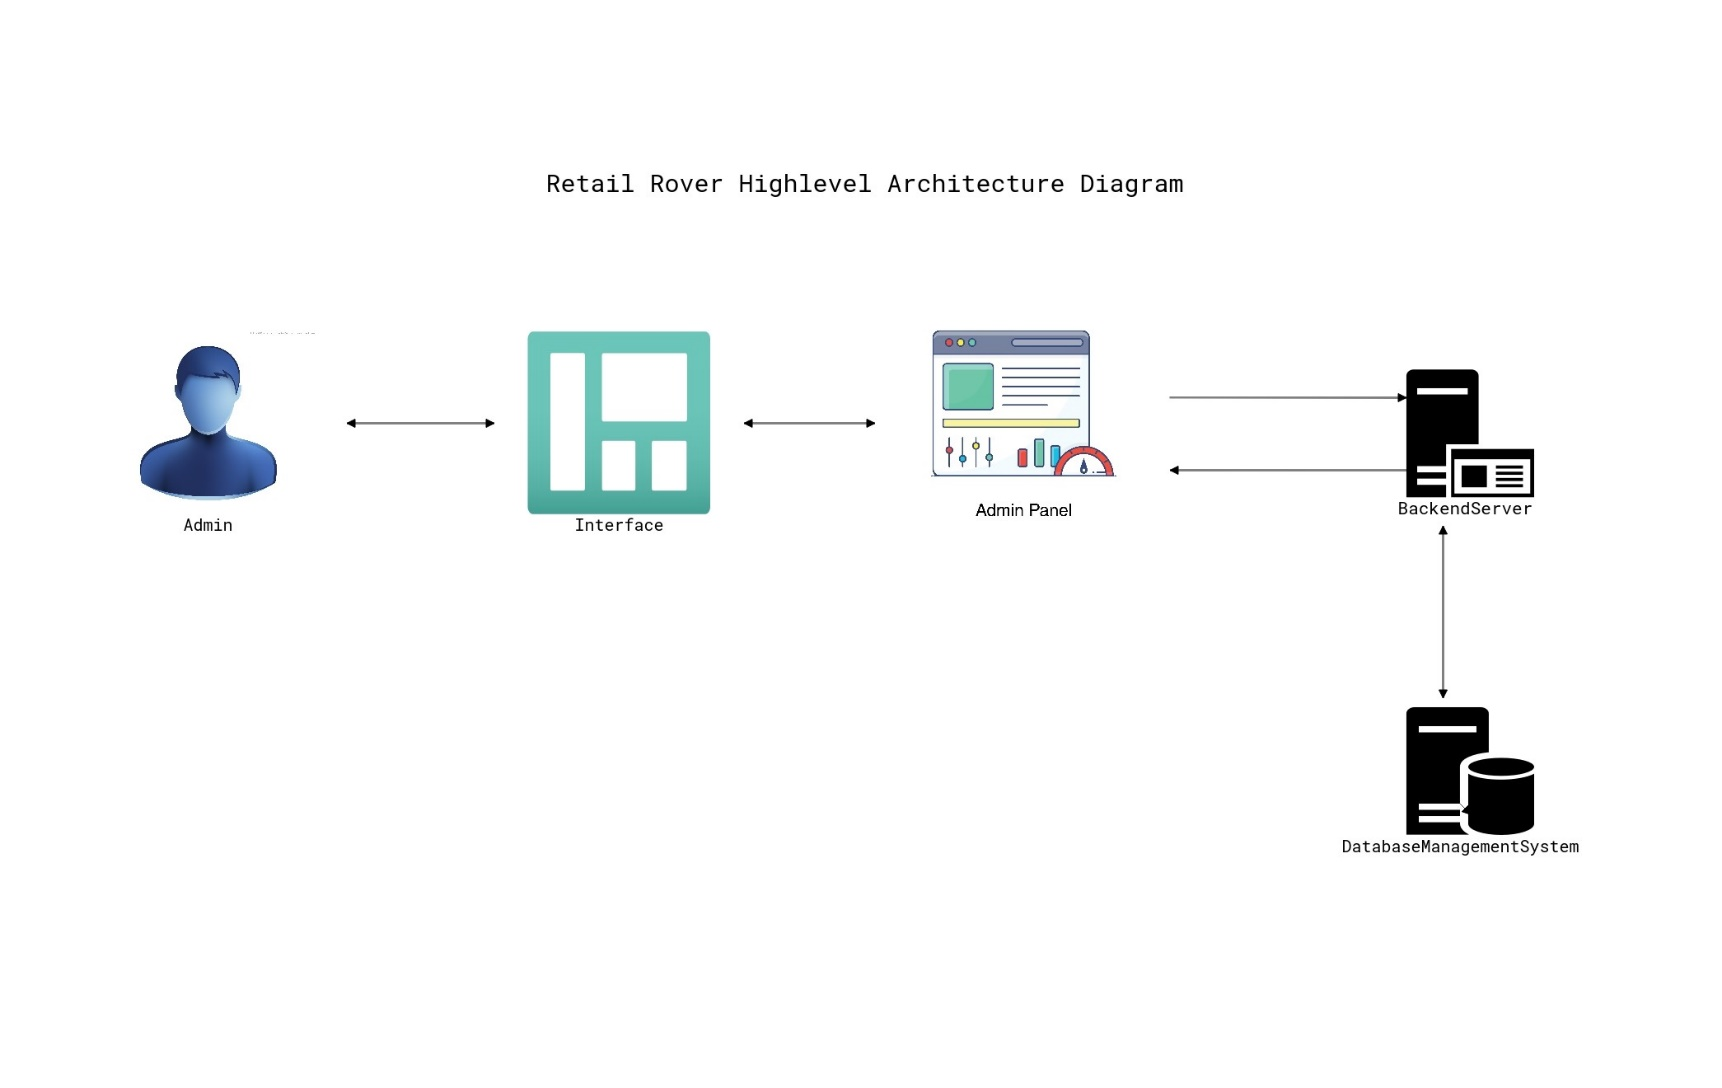 Retail Rover Highlevel Architecture Diagram
Admin
Interface
Admin Panel
BackendServer
DatabaseManagementSystem